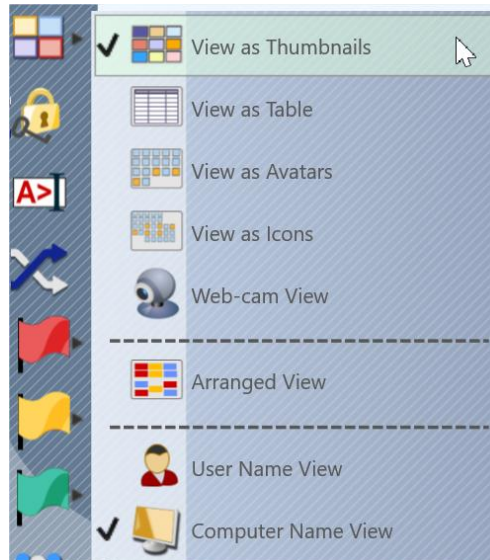 View as Thumbnails
View as Table
View as Avatars
A>
View as Icons
Web-cam View
Arranged View
User Name View
Computer Name View